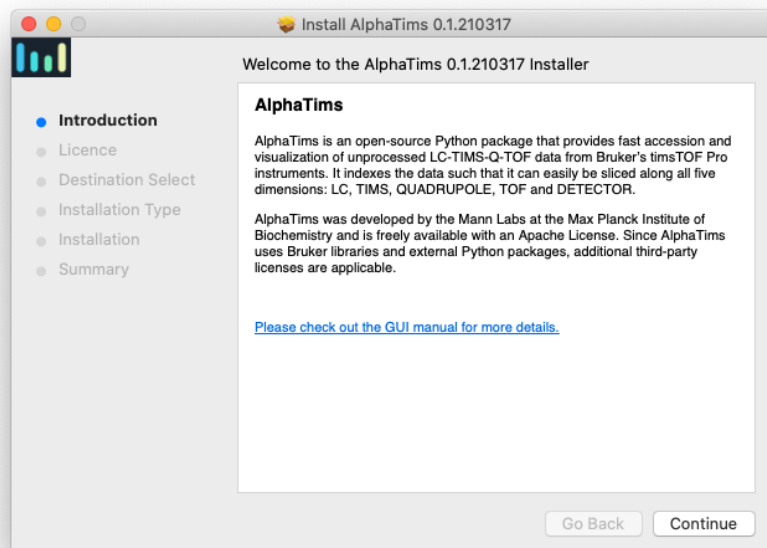 Install AlphaTims 0.1.210317
Welcome to the AlphaTims 0.1.210317 Installer
Introduction
Licence
Destination Select
Installation Type
Installation
Summary
AlphaTims
AlphaTims is an open-source Python package that provides fast accession and
visualization of unprocessed LC-TIMS-Q-TOF data from Bruker's timsTOF Pro
instruments. It indexes the data such that it can easily be sliced along all five
dimensions: LC, TIMS, QUADRUPOLE, TOF and DETECTOR.
AlphaTims was developed by the Mann Labs at the Max Planck Institute of
Biochemistry and is freely available with an Apache License. Since AlphaTims
uses Bruker libraries and external Python packages, additional third-party
licenses are applicable.
Please check out the GUI manual for more details.
Go Back
Continue